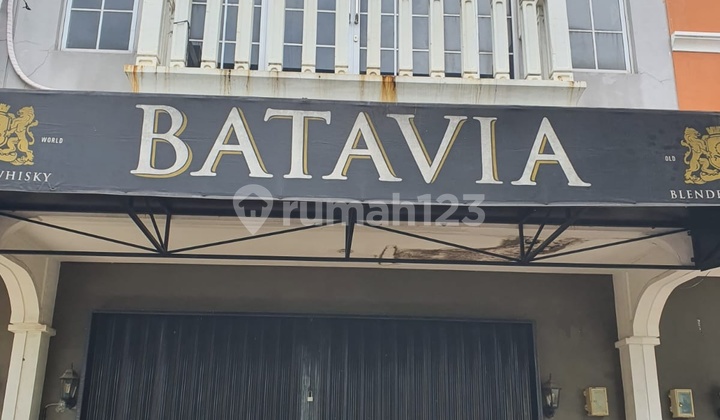 BATAVIA
WORLD
WHISKY
OLD
BLENDE
rumah123